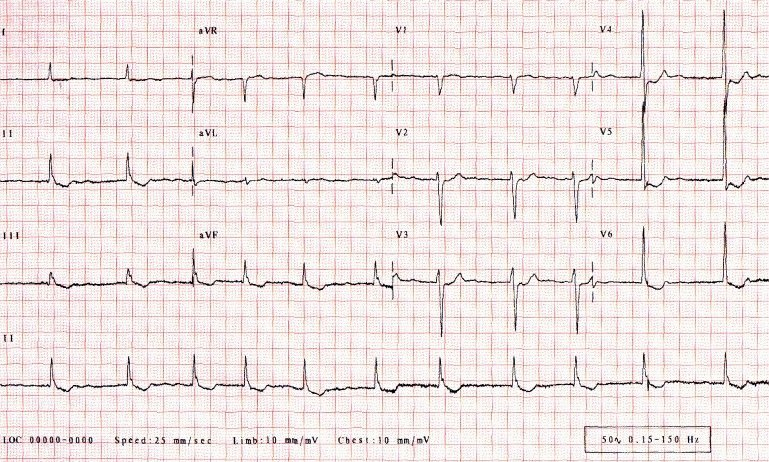 I aVR V1 V4
II aVL V2 V5
III aVF V3 V6
II
LOC 00000-0000 Speed:25 mm/sec Limb:10 mm/mV Chest:10 mm/mV 50∿ 0.15-150 Hz